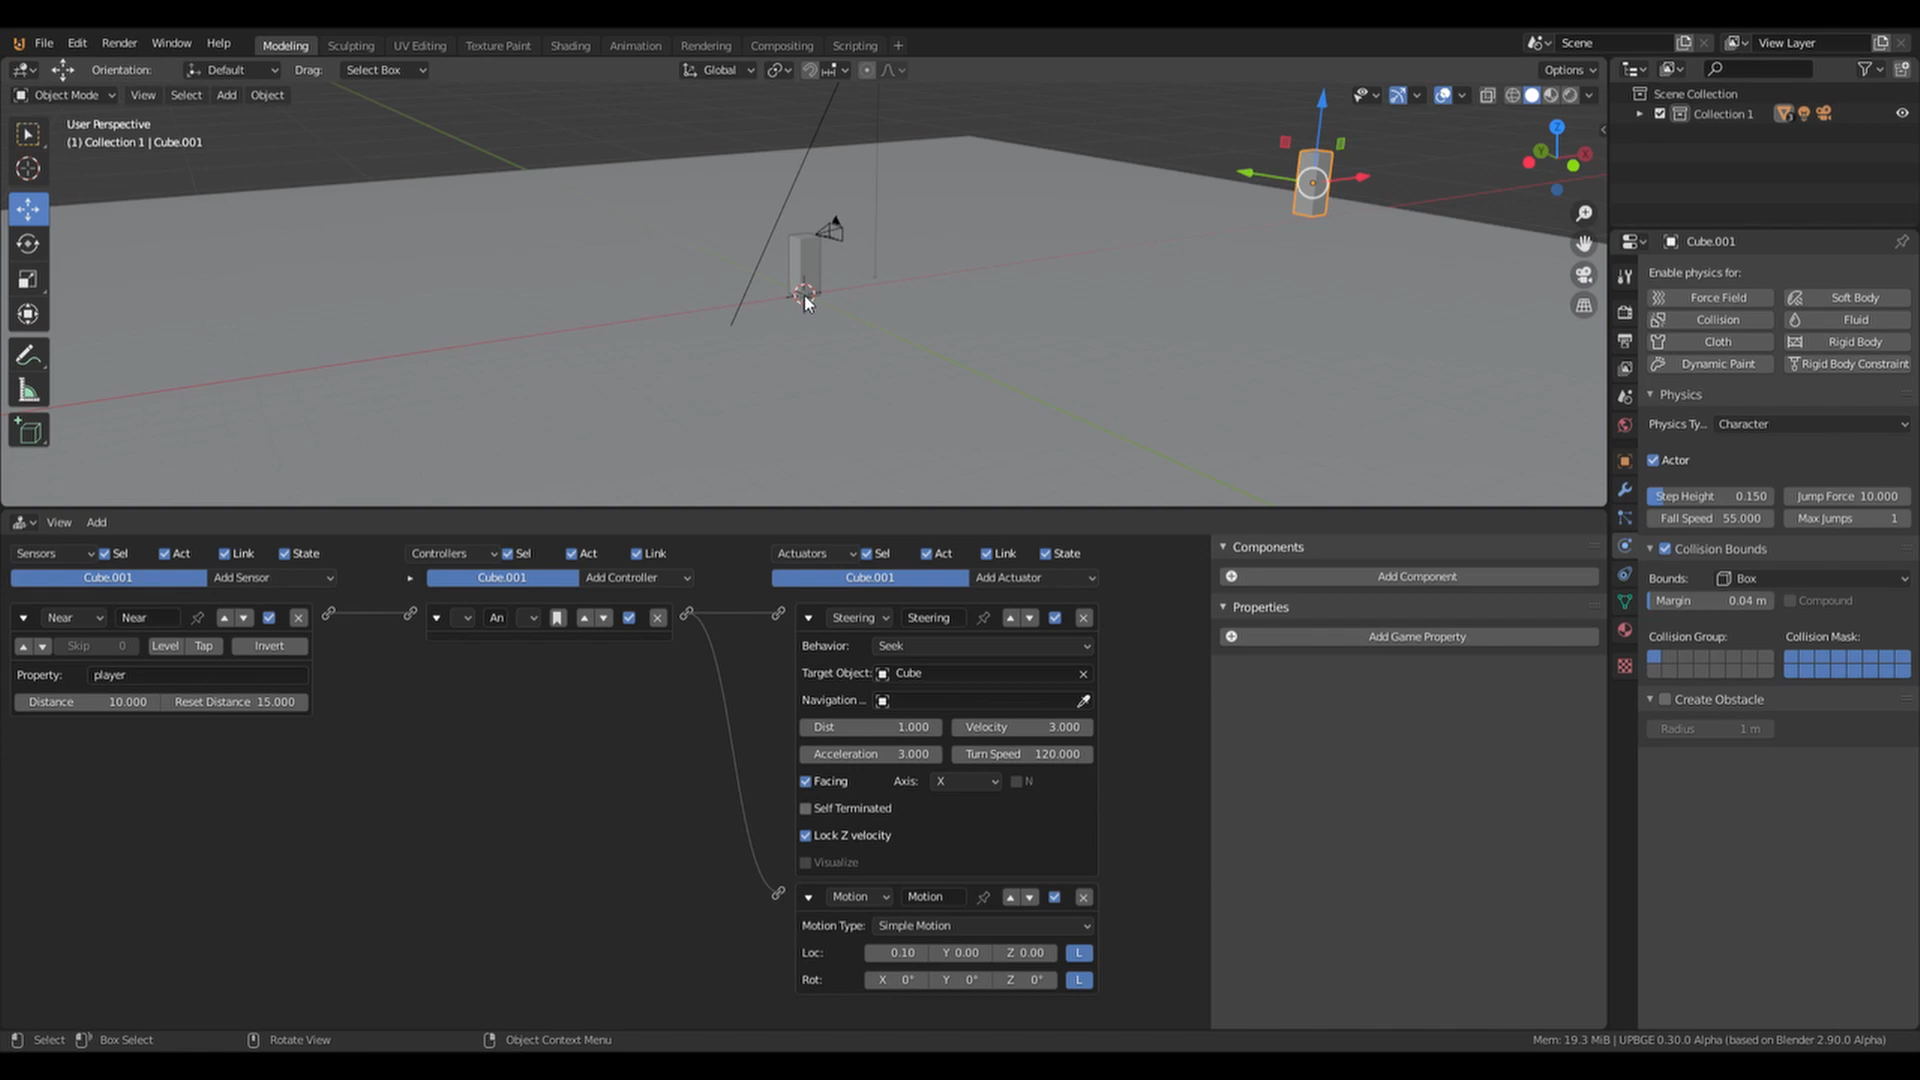 File Edit Render Window Help Modeling Sculpting UV Editing Texture Paint Shading Animation Rendering Compositing Scripting + Scene View Layer
Orientation: Default Drag: Select Box Global Options
Object Mode View Select Add Object
User Perspective
(1) Collection 1 | Cube.001
Z
Y
X
Scene Collection
Collection 1
Cube.001
Enable physics for:
Force Field Soft Body
Collision Fluid
Cloth Rigid Body
Dynamic Paint Rigid Body Constraint
Physics
Physics Ty... Character
Actor
Step Height 0.150 Jump Force 10.000
Fall Speed 55.000 Max Jumps 1
Collision Bounds
Bounds: Box
Margin 0.04 m Compound
Collision Group: Collision Mask:
Create Obstacle
Radius 1 m
View Add
Sensors Sel Act Link State Controllers Sel Act Link Actuators Sel Act Link State
Cube.001 Add Sensor Cube.001 Add Controller Cube.001 Add Actuator
Near Near An Steering Steering
Skip 0 Level Tap Invert
Property: player
Distance 10.000 Reset Distance 15.000
Behavior: Seek
Target Object: Cube
Navigation ...
Dist 1.000 Velocity 3.000
Acceleration 3.000 Turn Speed 120.000
Facing Axis: X N
Self Terminated
Lock Z velocity
Visualize
Motion Motion
Motion Type: Simple Motion
Loc: 0.10 Y 0.00 Z 0.00 L
Rot: X 0° Y 0° Z 0° L
Components
Add Component
Properties
Add Game Property
Select Box Select Rotate View Object Context Menu Mem: 19.3 MiB | UPBGE 0.30.0 Alpha (based on Blender 2.90.0 Alpha)